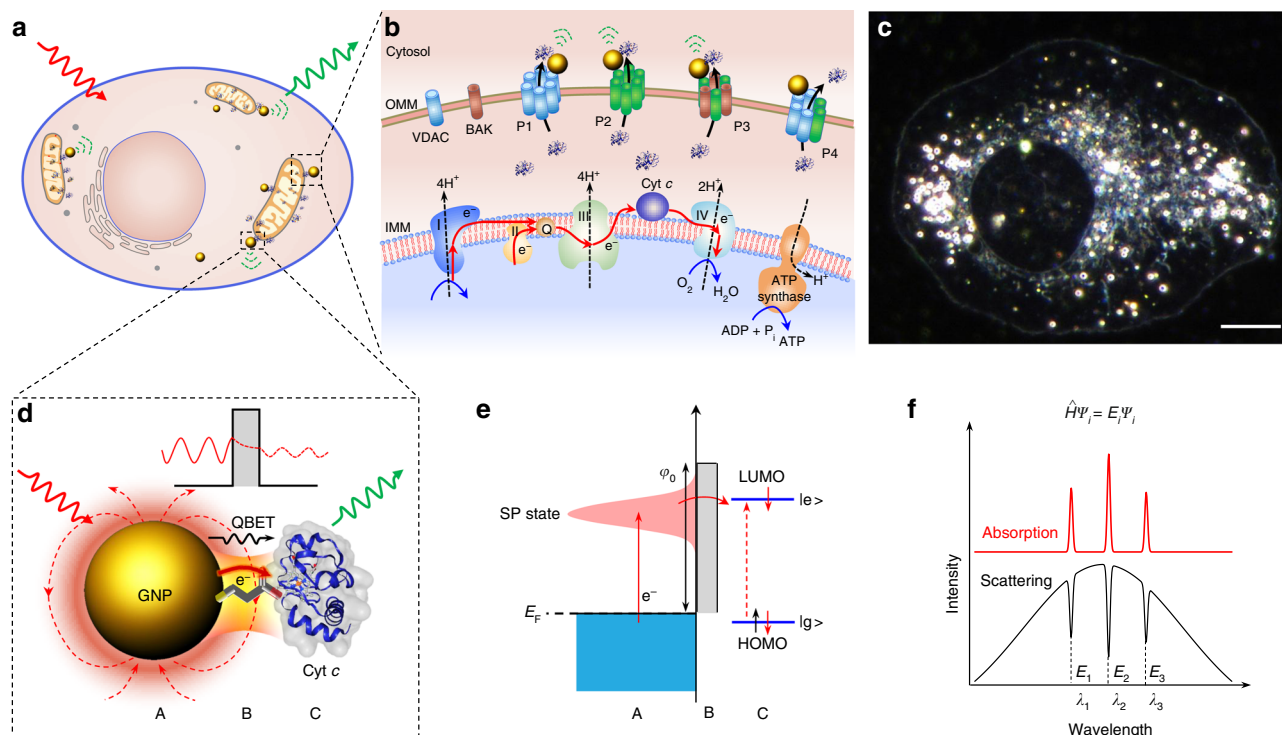 a
b
Cytosol
OMM
VDAC
BAK
P1
P2
P3
P4
4H⁺
4H⁺
Cyt c
2H⁺
IMM
I
e⁻
II
e⁻
Q
III
e⁻
IV
e⁻
O₂
H₂O
ATP
synthase
H⁺
ADP + Pᵢ
ATP
c
d
QBET
GNP
e⁻
Cyt c
A
B
C
e
φ₀
LUMO
|e>
SP state
e⁻
E_F
|g>
HOMO
A
B
C
f
ĤΨᵢ = EᵢΨᵢ
Absorption
Scattering
Intensity
E₁
E₂
E₃
λ₁
λ₂
λ₃
Wavelength